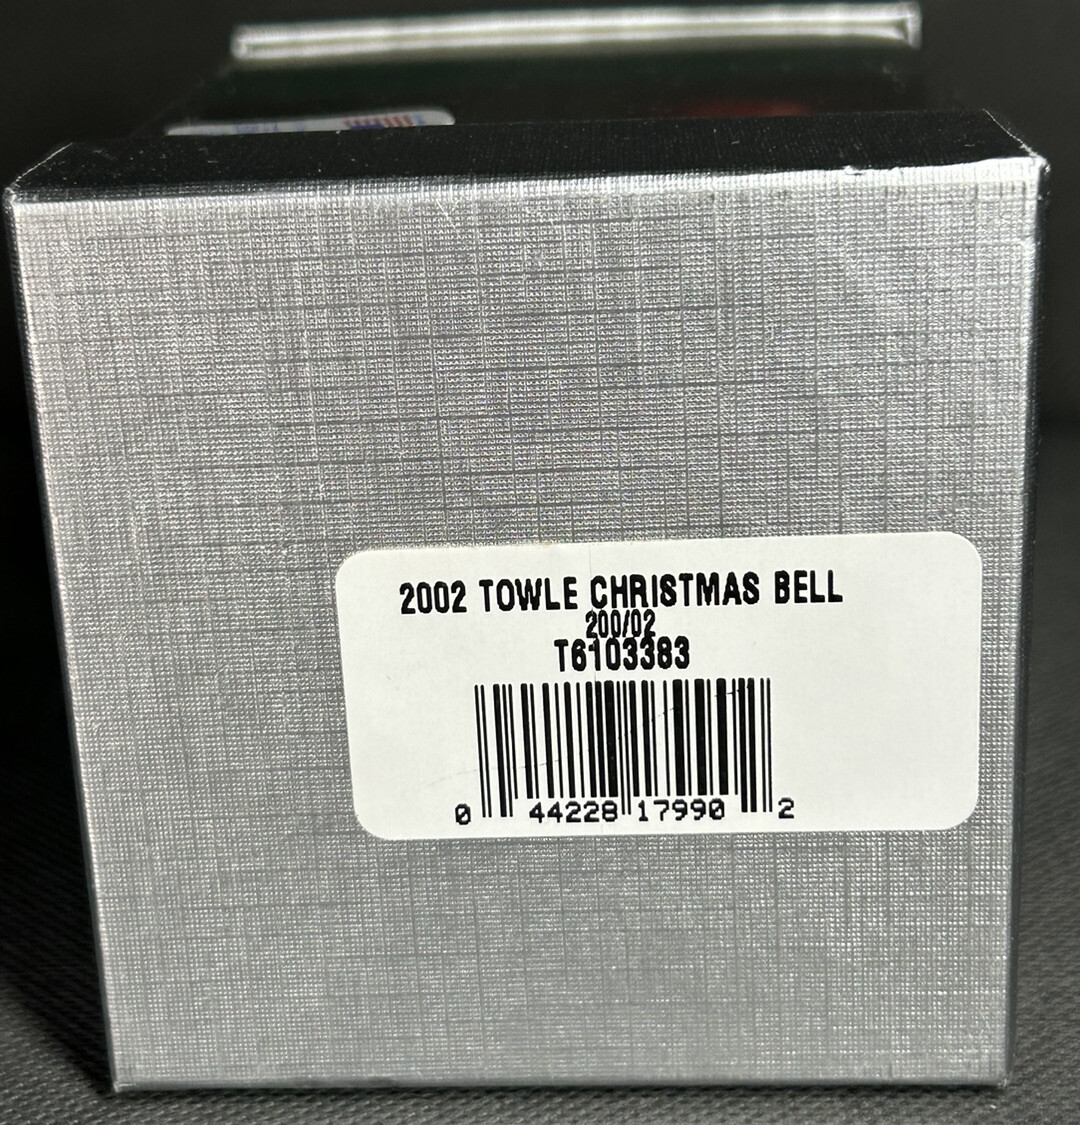 2002 TOWLE CHRISTMAS BELL
200/02
T6103383
0 44228 17990 2